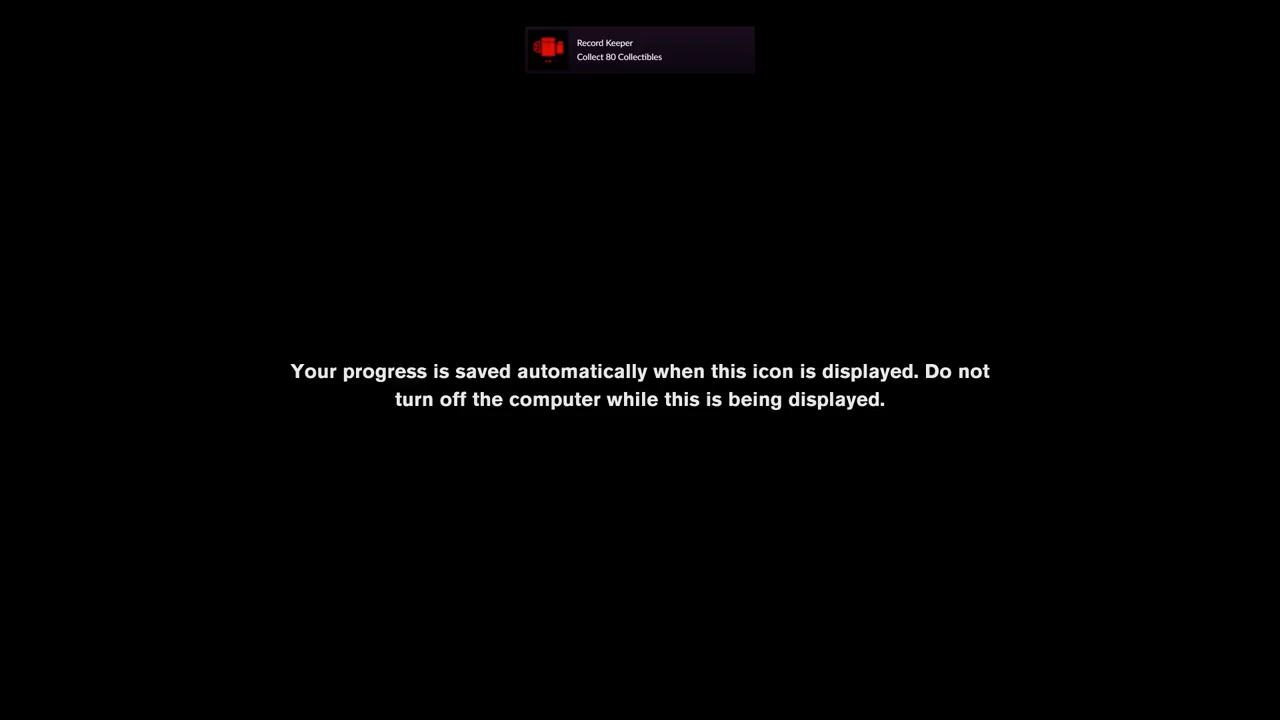 Record Keeper
Collect 80 Collectibles
Your progress is saved automatically when this icon is displayed. Do not
turn off the computer while this is being displayed.